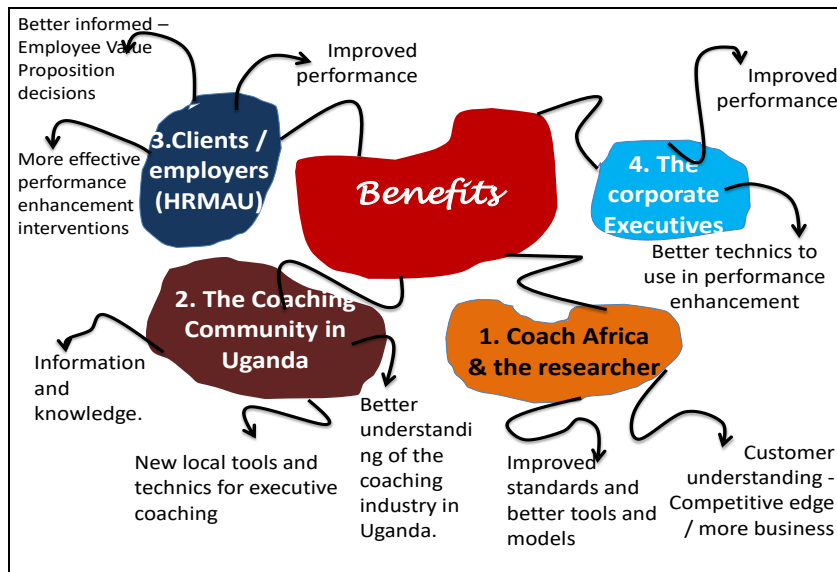 Better informed –
Employee Value
Proposition
decisions
Improved
performance
Improved
performance
3.Clients /
employers
(HRMAU)
More effective
performance
enhancement
interventions
Benefits
4. The
corporate
Executives
Better technics to
use in performance
enhancement
2. The Coaching
Community in
Uganda
1. Coach Africa
& the researcher
Information
and
knowledge.
New local tools and
technics for executive
coaching
Better
understandi
ng of the
coaching
industry in
Uganda.
Improved
standards and
better tools and
models
Customer
understanding -
Competitive edge
/ more business